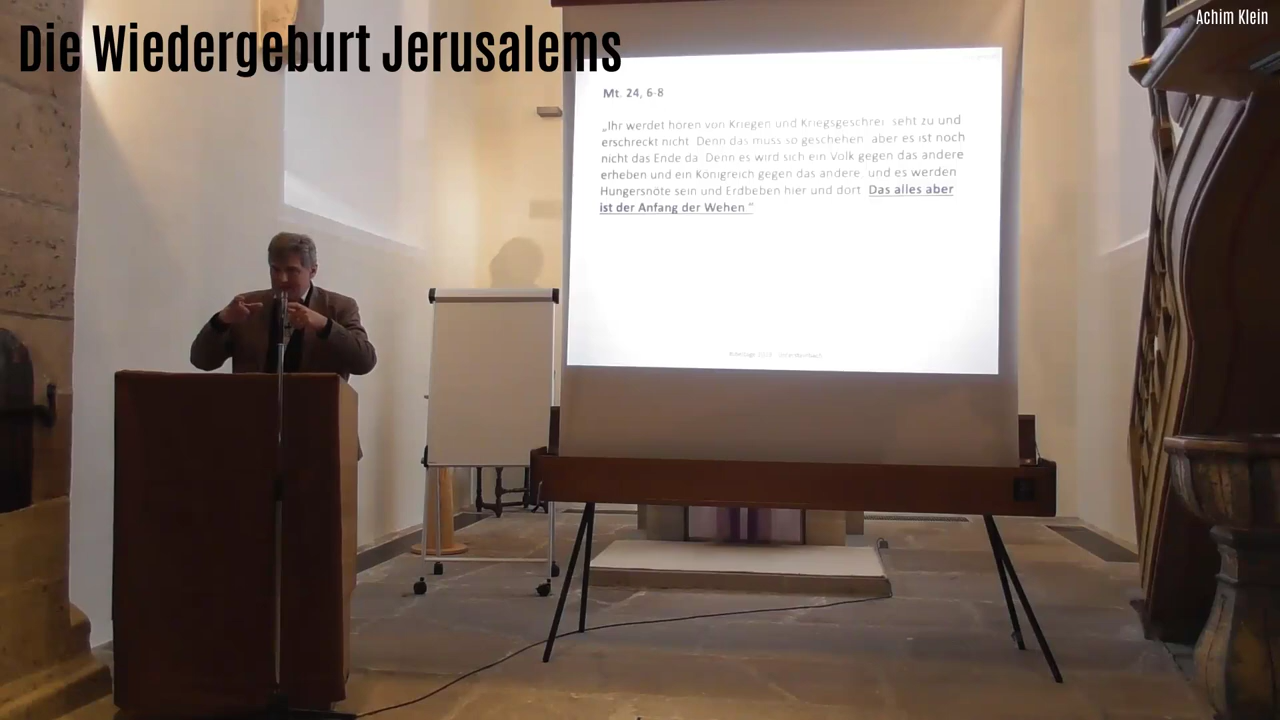 Die Wiedergeburt Jerusalems
Achim Klein
Mt. 24, 6-8
„Ihr werdet hören von Kriegen und Kriegsgeschrei seht zu und
erschreckt nicht Denn das muss so geschehen aber es ist noch
nicht das Ende da Denn es wird sich ein Volk gegen das andere
erheben und ein Königreich gegen das andere und es werden
Hungersnöte sein und Erdbeben hier und dort Das alles aber
ist der Anfang der Wehen “